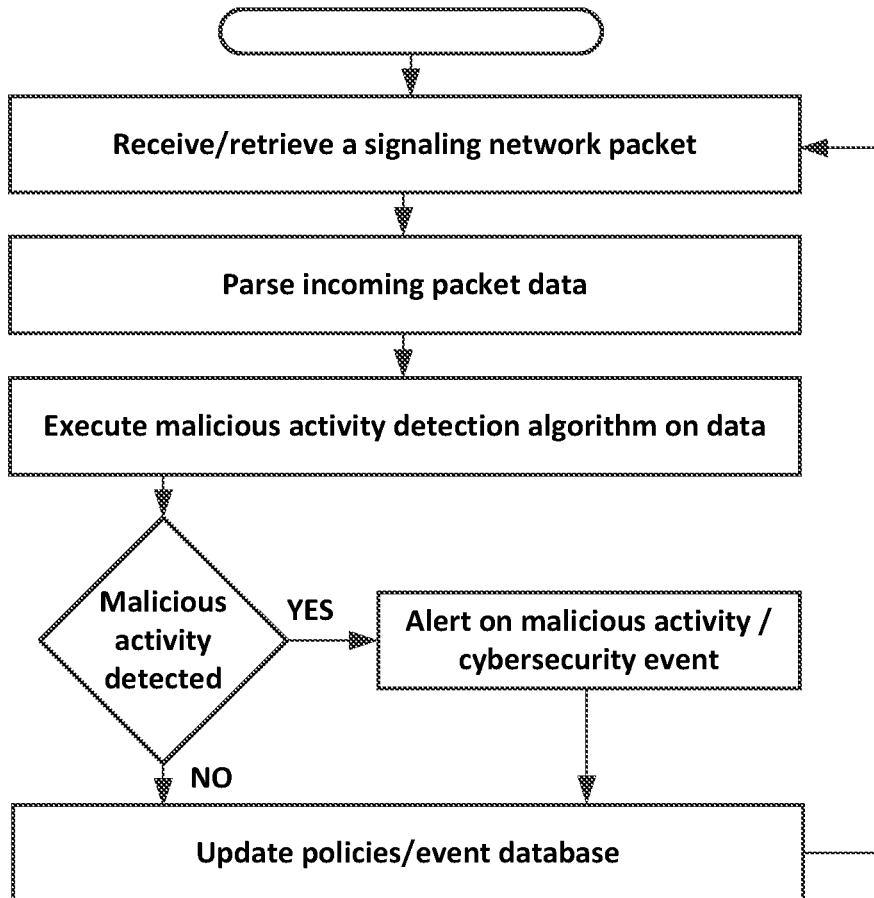 Receive/retrieve a signaling network packet
Parse incoming packet data
Execute malicious activity detection algorithm on data
Malicious
activity
detected
YES
Alert on malicious activity /
cybersecurity event
NO
Update policies/event database